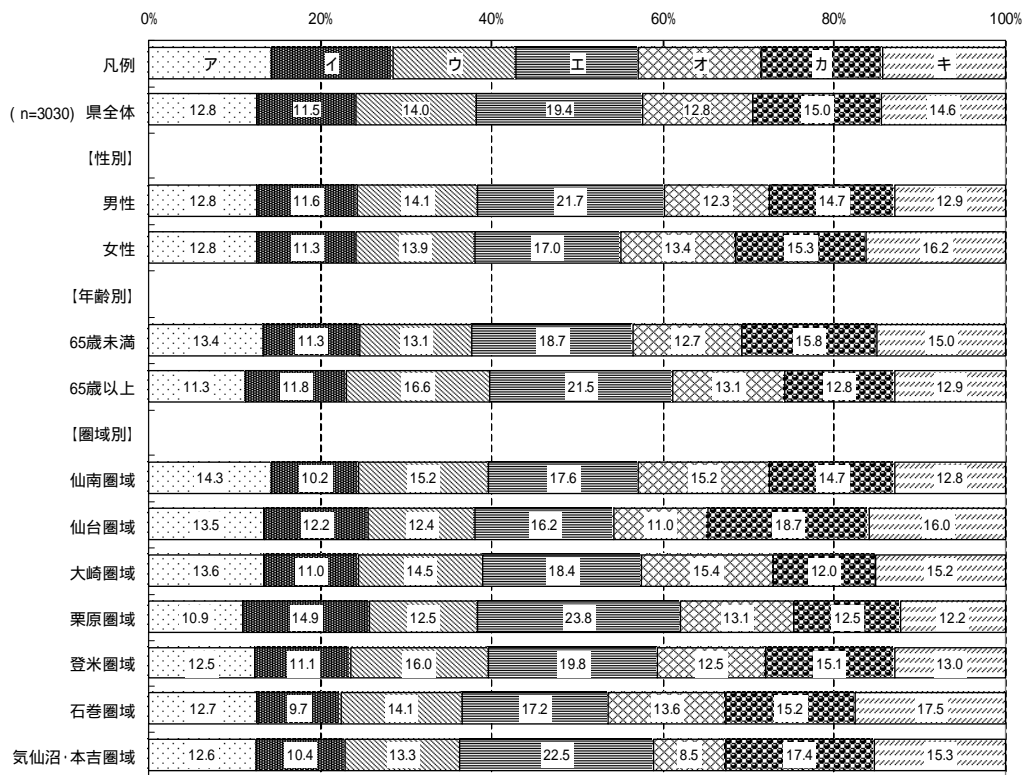 0% 20% 40% 60% 80% 100%
凡例 ア イ ウ エ オ カ キ
( n=3030) 県全体 12.8 11.5 14.0 19.4 12.8 15.0 14.6
【性別】
男性 12.8 11.6 14.1 21.7 12.3 14.7 12.9
女性 12.8 11.3 13.9 17.0 13.4 15.3 16.2
【年齢別】
65歳未満 13.4 11.3 13.1 18.7 12.7 15.8 15.0
65歳以上 11.3 11.8 16.6 21.5 13.1 12.8 12.9
【圏域別】
仙南圏域 14.3 10.2 15.2 17.6 15.2 14.7 12.8
仙台圏域 13.5 12.2 12.4 16.2 11.0 18.7 16.0
大崎圏域 13.6 11.0 14.5 18.4 15.4 12.0 15.2
栗原圏域 10.9 14.9 12.5 23.8 13.1 12.5 12.2
登米圏域 12.5 11.1 16.0 19.8 12.5 15.1 13.0
石巻圏域 12.7 9.7 14.1 17.2 13.6 15.2 17.5
気仙沼・本吉圏域 12.6 10.4 13.3 22.5 8.5 17.4 15.3